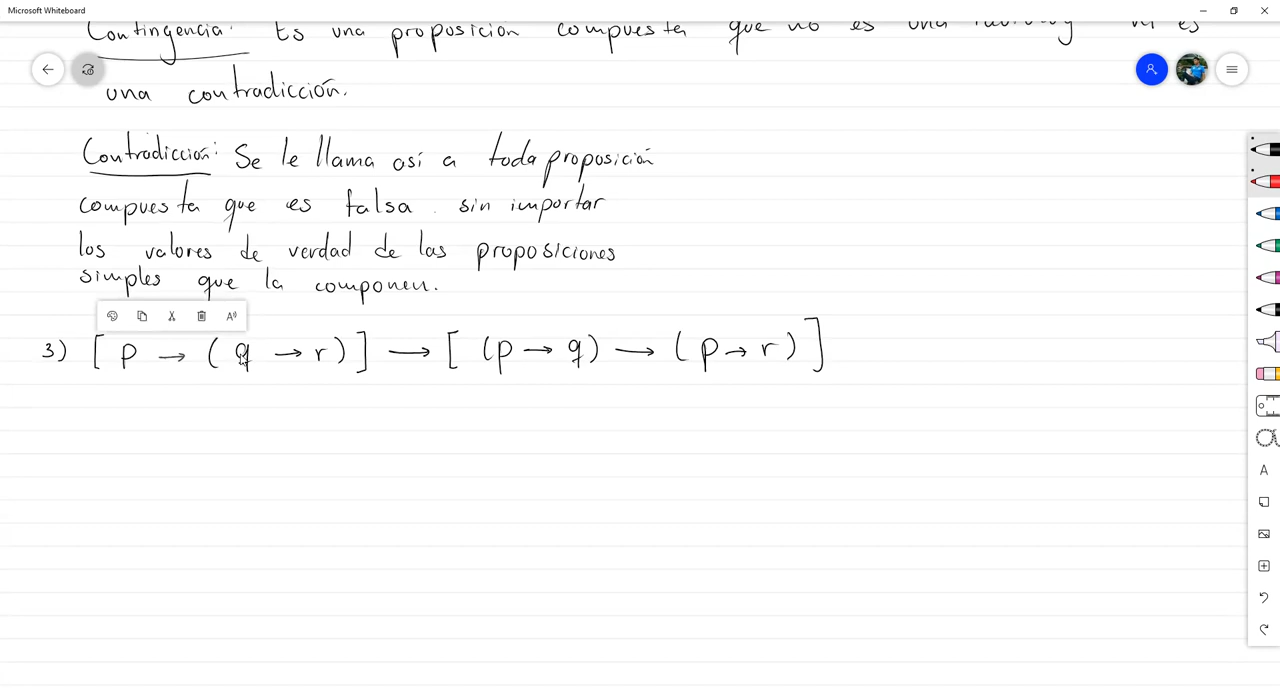 Microsoft Whiteboard
Contingencia: Es una proposición compuesta que no es una ni es
una contradicción.
Contradicción: Se le llama así a toda proposición
compuesta que es falsa sin importar
los valores de verdad de las proposiciones
simples que la componen.
3) [ p → ( q → r ) ] → [ (p → q) → ( p → r ) ]
A